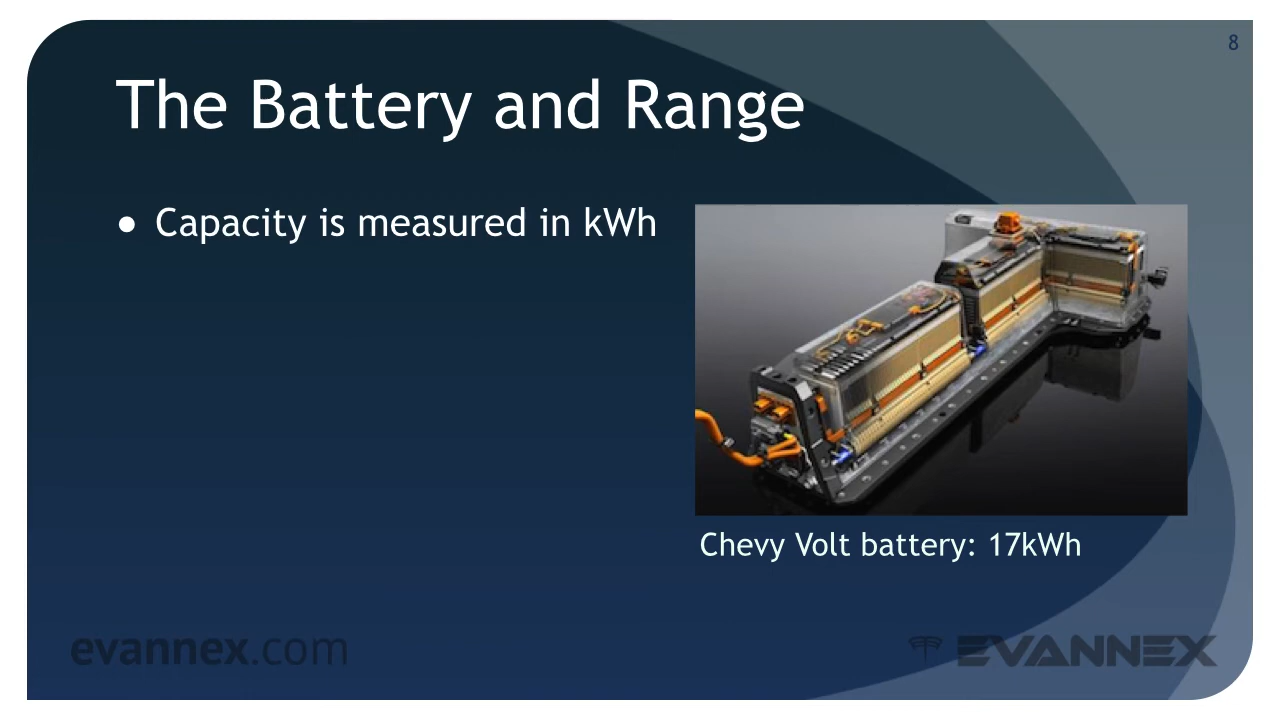 8
The Battery and Range
● Capacity is measured in kWh
Chevy Volt battery: 17kWh
evannex.com
EVANNEX